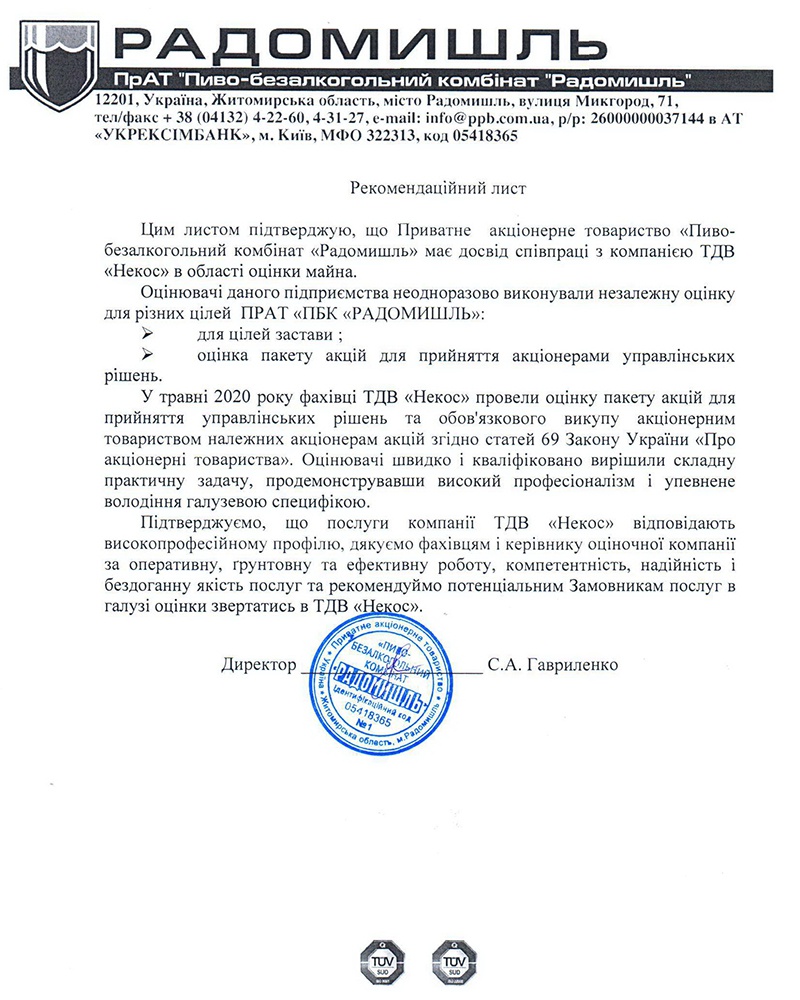 РАДОМИШЛЬ
ПрАТ "Пиво-безалкогольний комбінат "Радомишль"
12201, Україна, Житомирська область, місто Радомишль, вулиця Микгород, 71,
тел/факс + 38 (04132) 4-22-60, 4-31-27, e-mail: info@ppb.com.ua, р/р: 26000000037144 в АТ
«УКРЕКСІМБАНК», м. Київ, МФО 322313, код 05418365
Рекомендаційний лист
Цим листом підтверджую, що Приватне акціонерне товариство «Пиво-
безалкогольний комбінат «Радомишль» має досвід співпраці з компанією ТДВ
«Некос» в області оцінки майна.
Оцінювачі даного підприємства неодноразово виконували незалежну оцінку
для різних цілей ПРАТ «ПБК «РАДОМИШЛЬ»:
➢ для цілей застави ;
➢ оцінка пакету акцій для прийняття акціонерами управлінських
рішень.
У травні 2020 року фахівці ТДВ «Некос» провели оцінку пакету акцій для
прийняття управлінських рішень та обов'язкового викупу акціонерним
товариством належних акціонерам акцій згідно статей 69 Закону України «Про
акціонерні товариства». Оцінювачі швидко і кваліфіковано вирішили складну
практичну задачу, продемонструвавши високий професіоналізм і упевнене
володіння галузевою специфікою.
Підтверджуємо, що послуги компанії ТДВ «Некос» відповідають
високопрофесійному профілю, дякуємо фахівцям і керівнику оціночної компанії
за оперативну, ґрунтовну та ефективну роботу, компетентність, надійність і
бездоганну якість послуг та рекомендуймо потенціальним Замовникам послуг в
галузі оцінки звертатись в ТДВ «Некос».
Директор С.А. Гавриленко
Приватне акціонерне товариство
«ПИВО-
БЕЗАЛКОГОЛЬНИЙ
КОМБІНАТ
РАДОМИШЛЬ
Ідентифікаційний код
05418365
№1
Україна * Житомирська область, м.Радомишль
TÜV TÜV
SUD SUD